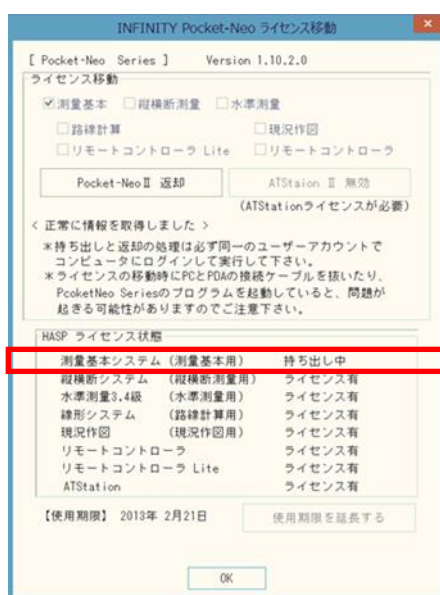 INFINITY Pocket-Neo ライセンス移動
[ Pocket-Neo Series ] Version 1.10.2.0
ライセンス移動
測量基本 縦横断測量 水準測量
路線計算 現況作図
リモートコントローラ Lite リモートコントローラ
Pocket-NeoⅡ 返却 ATStaion Ⅱ 無効
(ATStationライセンスが必要)
< 正常に情報を取得しました >
*持ち出しと返却の処理は必ず同一のユーザーアカウントで
コンピュータにログインして実行して下さい。
*ライセンスの移動時にPCとPDAの接続ケーブルを抜いたり、
PcoketNeo Seriesのプログラムを起動していると、問題が
起きる可能性がありますのでご注意下さい。
HASP ライセンス状態
測量基本システム (測量基本用) 持ち出し中
縦横断システム (縦横断測量用) ライセンス有
水準測量3.4級 (水準測量用) ライセンス有
線形システム (路線計算用) ライセンス有
現況作図 (現況作図用) ライセンス有
リモートコントローラ ライセンス有
リモートコントローラ Lite ライセンス有
ATStation ライセンス有
【使用期限】 2013年 2月21日 使用期限を延長する
OK